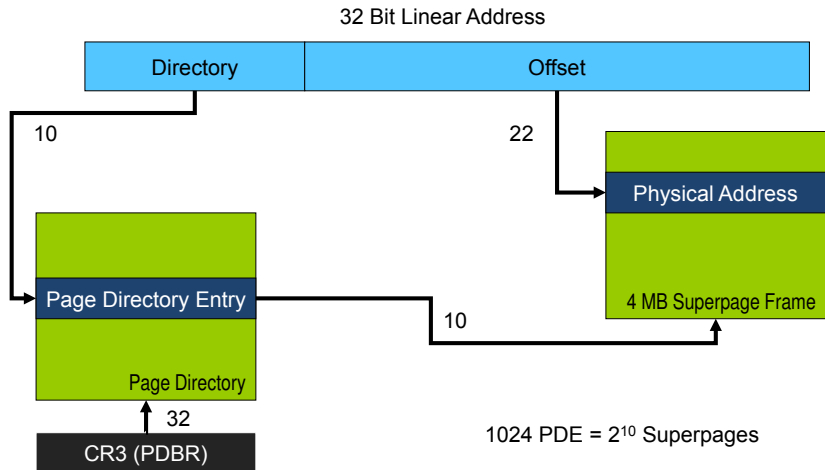 32 Bit Linear Address
Directory
Offset
10
22
Physical Address
Page Directory Entry
4 MB Superpage Frame
10
Page Directory
32
CR3 (PDBR)
1024 PDE = 2¹⁰ Superpages